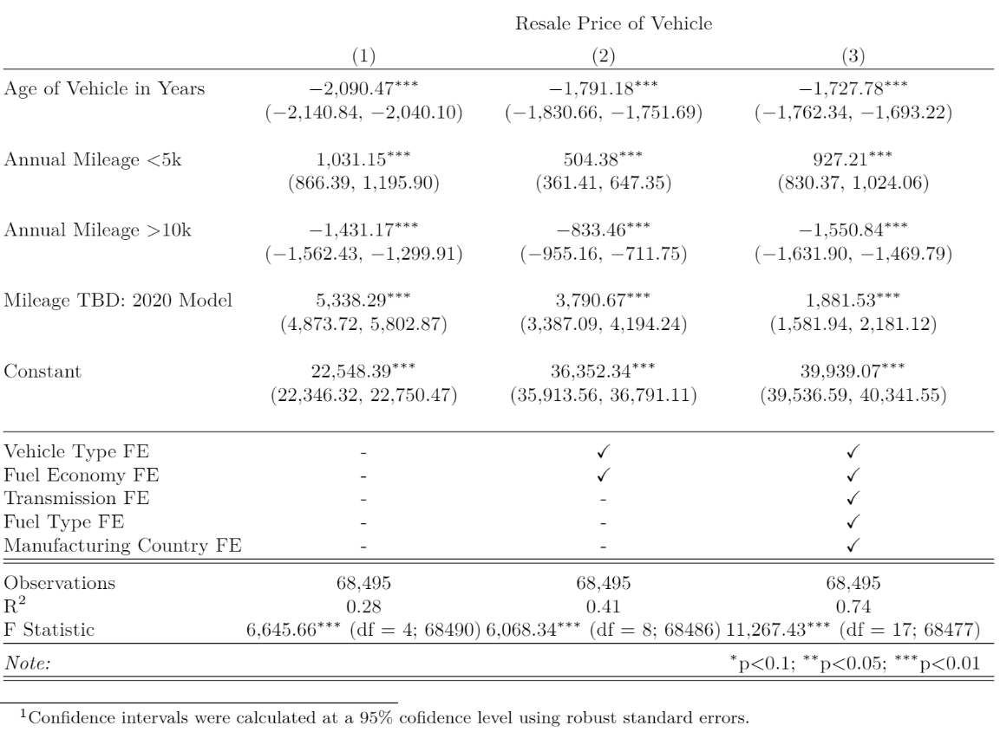 Resale Price of Vehicle
(1) (2) (3)
Age of Vehicle in Years −2,090.47*** −1,791.18*** −1,727.78***
(−2,140.84, −2,040.10) (−1,830.66, −1,751.69) (−1,762.34, −1,693.22)
Annual Mileage <5k 1,031.15*** 504.38*** 927.21***
(866.39, 1,195.90) (361.41, 647.35) (830.37, 1,024.06)
Annual Mileage >10k −1,431.17*** −833.46*** −1,550.84***
(−1,562.43, −1,299.91) (−955.16, −711.75) (−1,631.90, −1,469.79)
Mileage TBD: 2020 Model 5,338.29*** 3,790.67*** 1,881.53***
(4,873.72, 5,802.87) (3,387.09, 4,194.24) (1,581.94, 2,181.12)
Constant 22,548.39*** 36,352.34*** 39,939.07***
(22,346.32, 22,750.47) (35,913.56, 36,791.11) (39,536.59, 40,341.55)
Vehicle Type FE - ✓ ✓
Fuel Economy FE - ✓ ✓
Transmission FE - - ✓
Fuel Type FE - - ✓
Manufacturing Country FE - - ✓
Observations 68,495 68,495 68,495
R² 0.28 0.41 0.74
F Statistic 6,645.66*** (df = 4; 68490) 6,068.34*** (df = 8; 68486) 11,267.43*** (df = 17; 68477)
Note: *p<0.1; **p<0.05; ***p<0.01
¹Confidence intervals were calculated at a 95% cofidence level using robust standard errors.